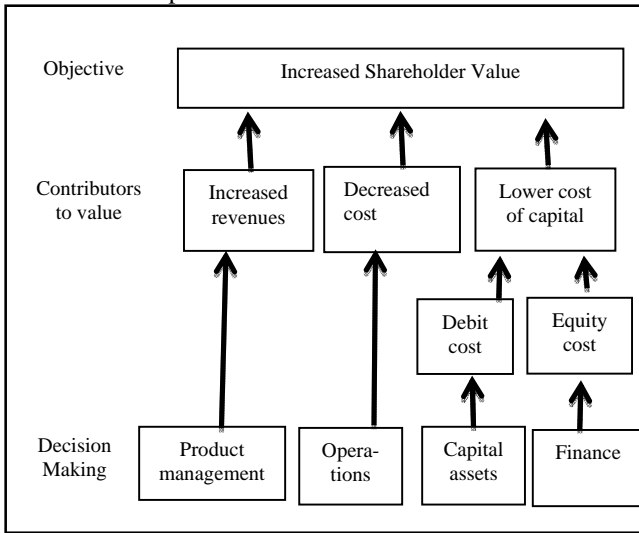 Objective
Increased Shareholder Value
Contributors
to value
Increased
revenues
Decreased
cost
Lower cost
of capital
Debit
cost
Equity
cost
Decision
Making
Product
management
Opera-
tions
Capital
assets
Finance